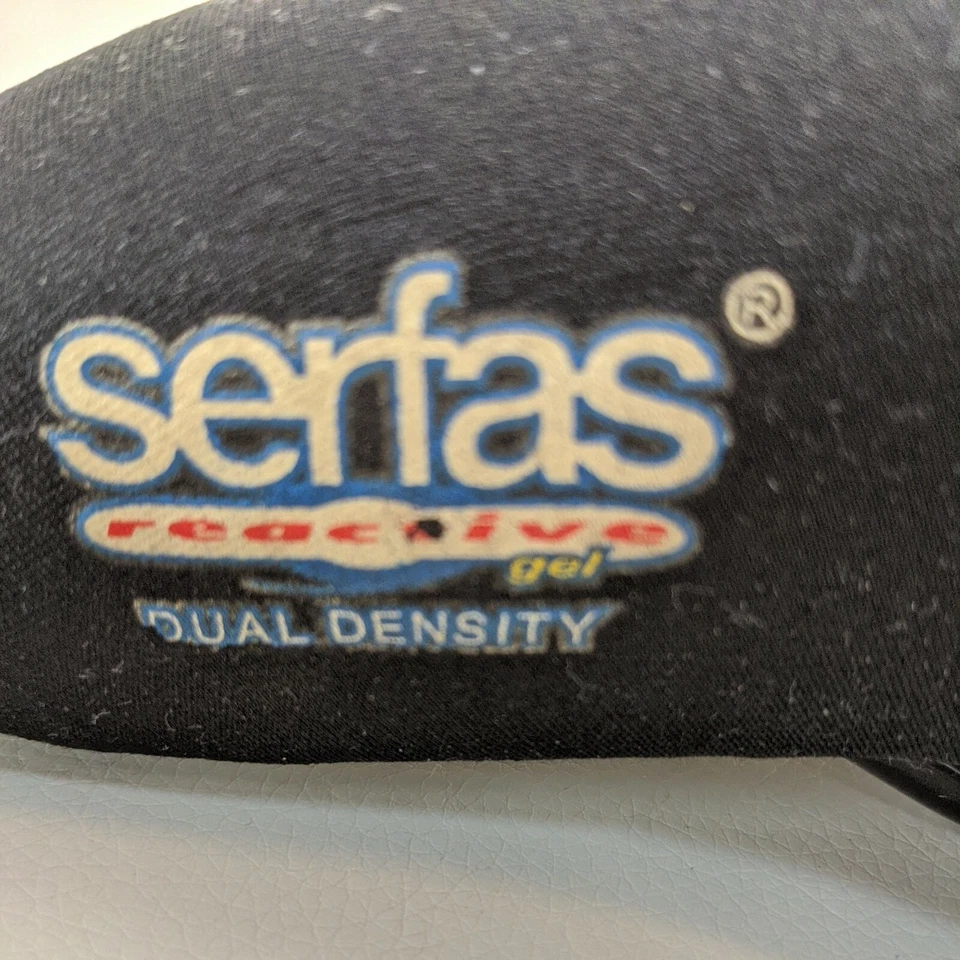 serfas®
reactive
gel
DUAL DENSITY